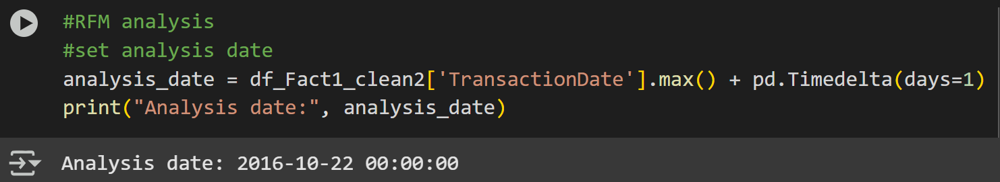 #RFM analysis
#set analysis date
analysis_date = df_Fact1_clean2['TransactionDate'].max() + pd.Timedelta(days=1)
print("Analysis date:", analysis_date)
Analysis date: 2016-10-22 00:00:00